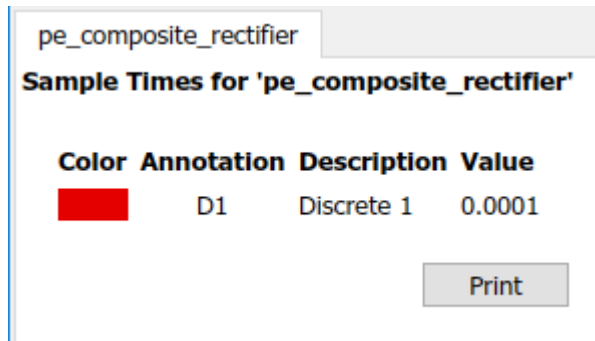 pe_composite_rectifier
Sample Times for 'pe_composite_rectifier'
Color Annotation Description Value
D1 Discrete 1 0.0001
Print